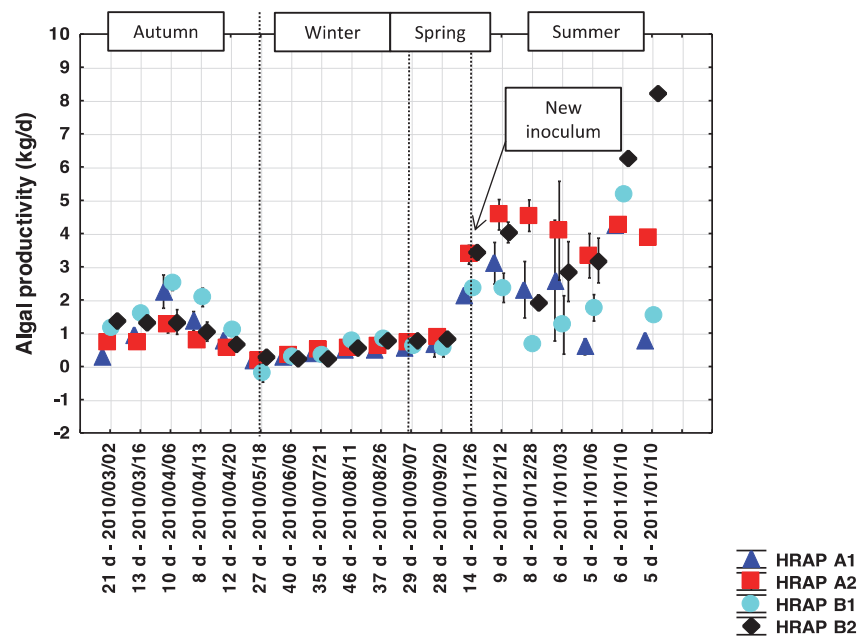 Autumn
Winter
Spring
Summer
New
inoculum
Algal productivity (kg/d)
10
9
8
7
6
5
4
3
2
1
0
-1
-2
21 d - 2010/03/02
13 d - 2010/03/16
10 d - 2010/04/06
8 d - 2010/04/13
12 d - 2010/04/20
27 d - 2010/05/18
40 d - 2010/06/06
35 d - 2010/07/21
46 d - 2010/08/11
37 d - 2010/08/26
29 d - 2010/09/07
28 d - 2010/09/20
14 d - 2010/11/26
9 d - 2010/12/12
8 d - 2010/12/28
6 d - 2011/01/03
5 d - 2011/01/06
6 d - 2011/01/10
5 d - 2011/01/10
HRAP A1
HRAP A2
HRAP B1
HRAP B2